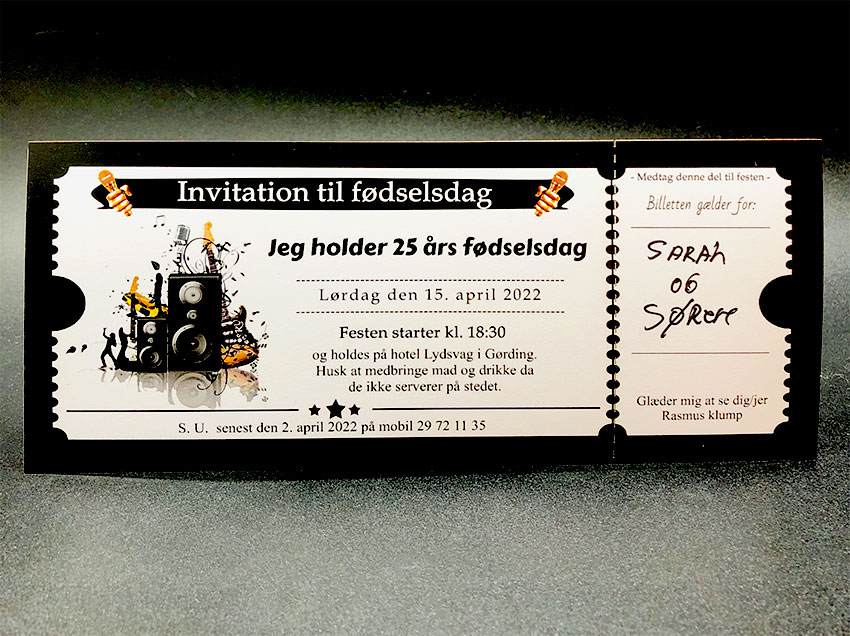 Invitation til fødselsdag
Jeg holder 25 års fødselsdag
Lørdag den 15. april 2022
Festen starter kl. 18:30
og holdes på hotel Lydsvag i Gørding.
Husk at medbringe mad og drikke da
de ikke serverer på stedet.
S. U. senest den 2. april 2022 på mobil 29 72 11 35
- Medtag denne del til festen -
Billetten gælder for:
SARAh
OG
SØREN
Glæder mig at se dig/jer
Rasmus klump